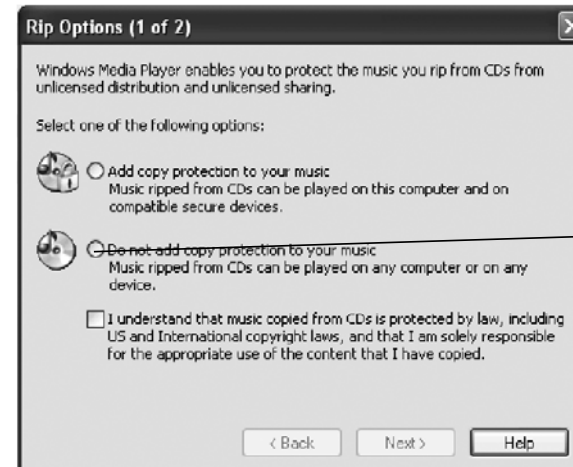 Rip Options (1 of 2)
Windows Media Player enables you to protect the music you rip from CDs from
unlicensed distribution and unlicensed sharing.
Select one of the following options:
Add copy protection to your music
Music ripped from CDs can be played on this computer and on
compatible secure devices.
Do not add copy protection to your music
Music ripped from CDs can be played on any computer or on any
device.
I understand that music copied from CDs is protected by law, including
US and International copyright laws, and that I am solely responsible
for the appropriate use of the content that I have copied.
< Back Next > Help